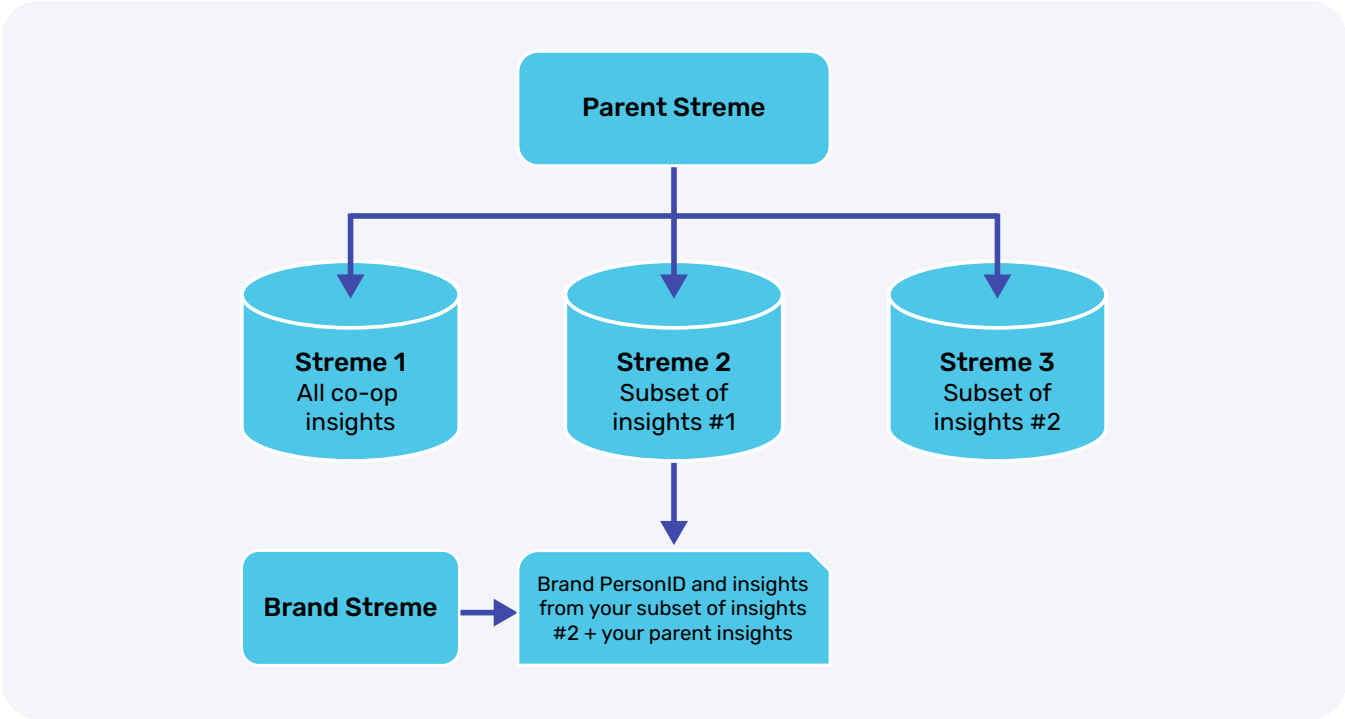 Parent Streme
Streme 1
All co-op
insights
Streme 2
Subset of
insights #1
Streme 3
Subset of
insights #2
Brand Streme
Brand PersonID and insights
from your subset of insights
#2 + your parent insights